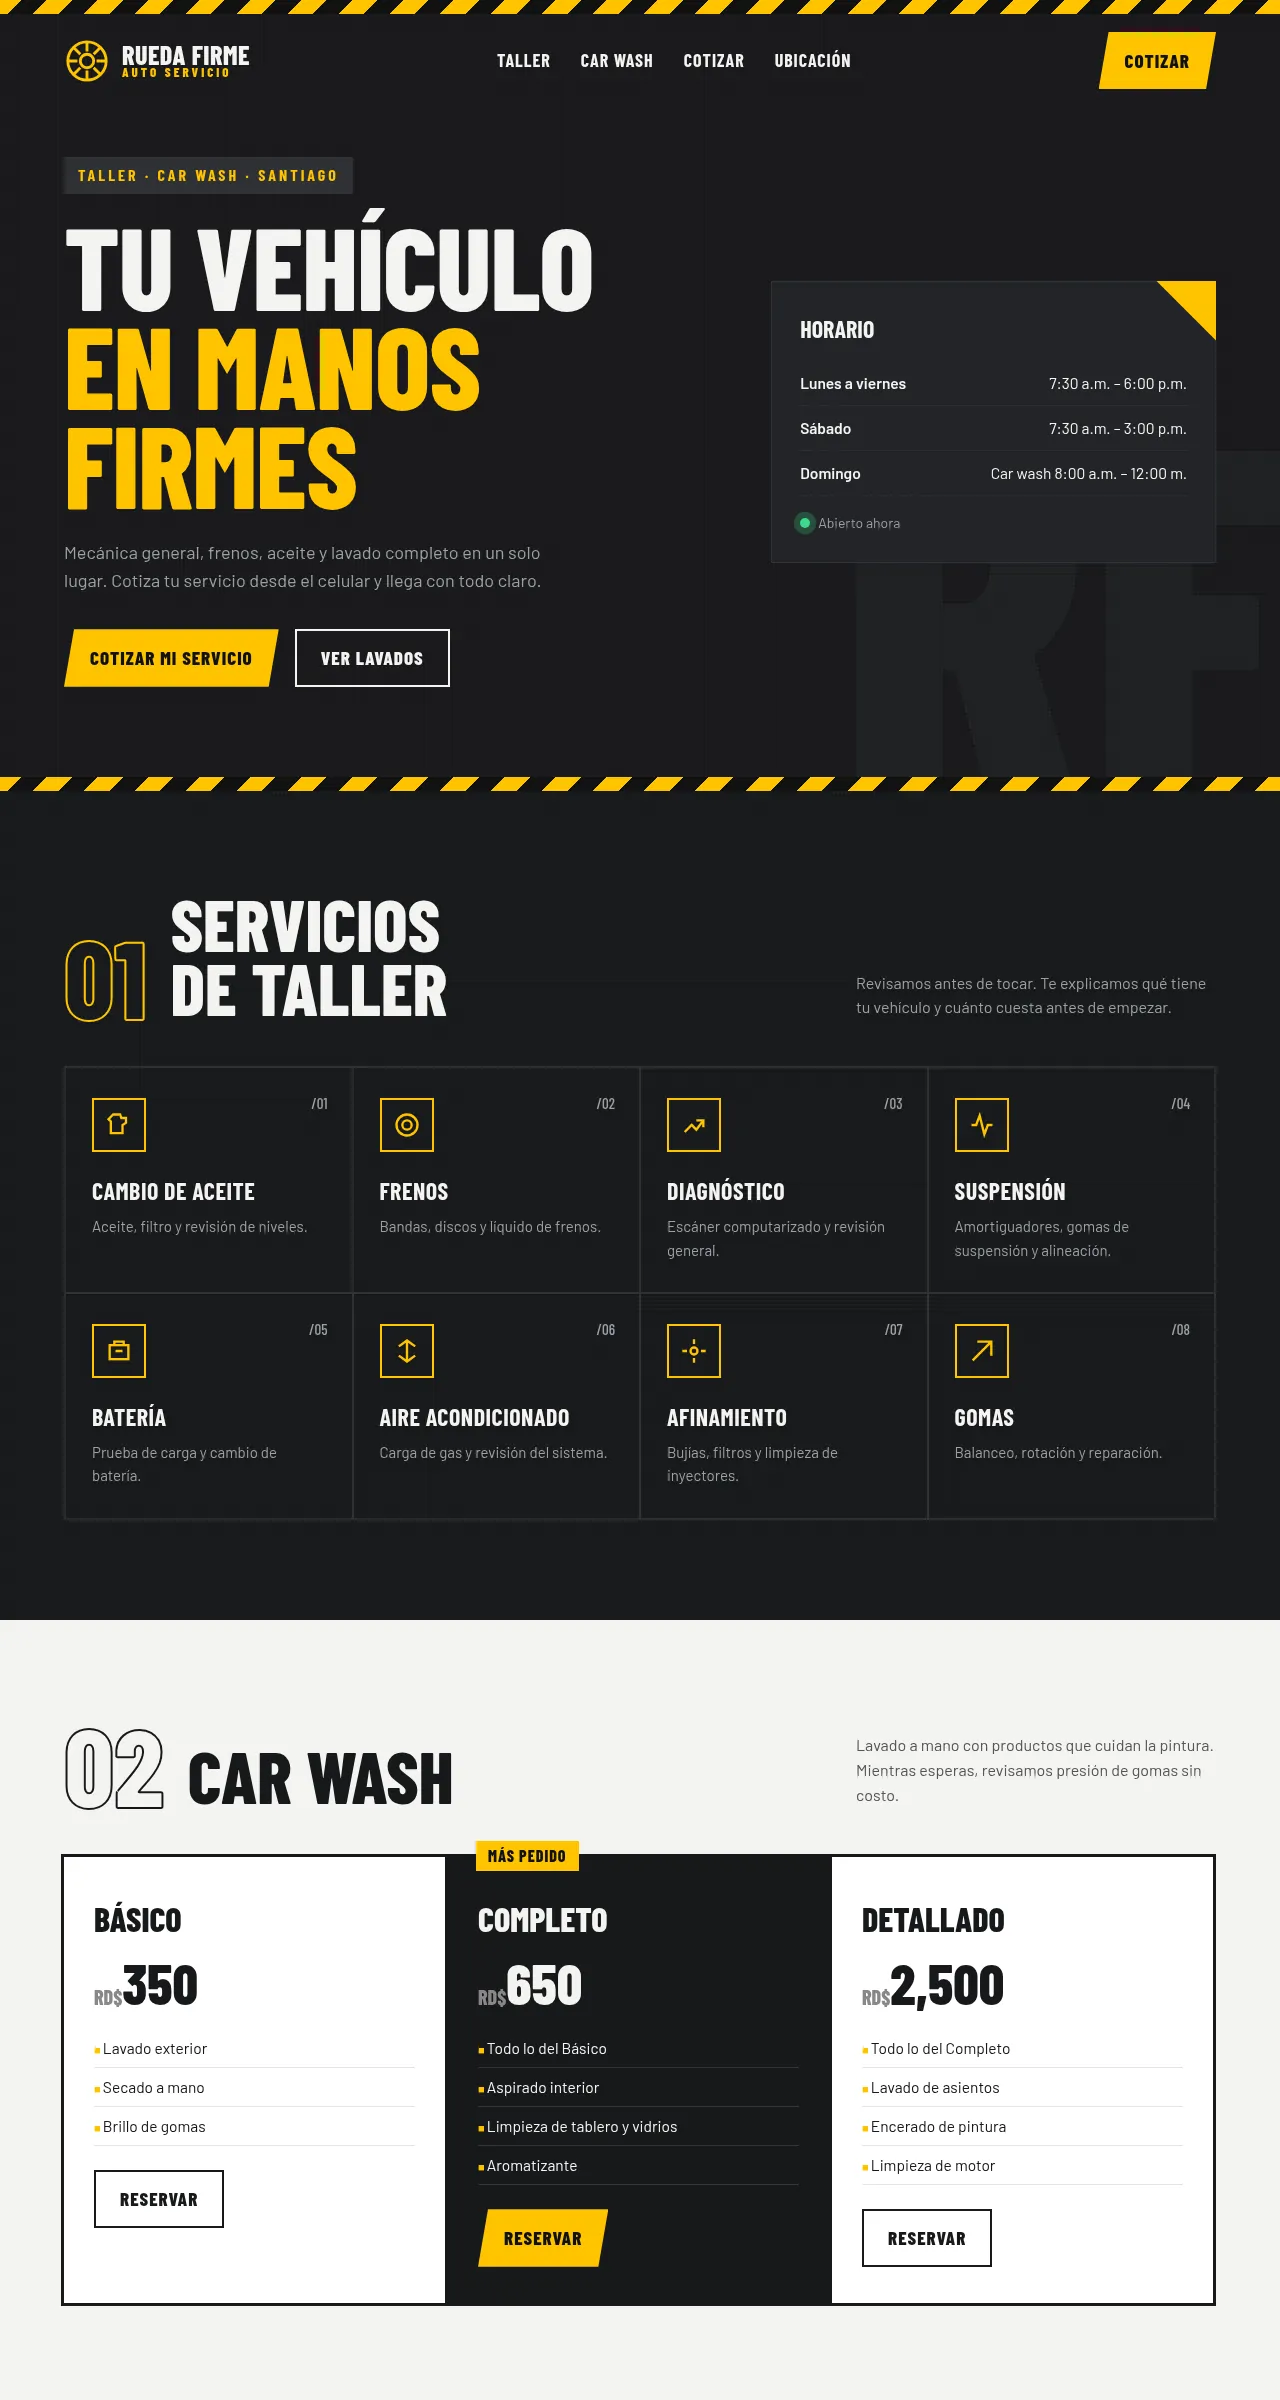 RUEDA FIRME
AUTO SERVICIO
TALLER
CAR WASH
COTIZAR
UBICACIÓN
COTIZAR
TALLER · CAR WASH · SANTIAGO
TU VEHÍCULO
EN MANOS
FIRMES
Mecánica general, frenos, aceite y lavado completo en un solo
lugar. Cotiza tu servicio desde el celular y llega con todo claro.
COTIZAR MI SERVICIO
VER LAVADOS
HORARIO
Lunes a viernes 7:30 a.m. – 6:00 p.m.
Sábado 7:30 a.m. – 3:00 p.m.
Domingo Car wash 8:00 a.m. – 12:00 m.
Abierto ahora
RF
01
SERVICIOS
DE TALLER
Revisamos antes de tocar. Te explicamos qué tiene
tu vehículo y cuánto cuesta antes de empezar.
/01
CAMBIO DE ACEITE
Aceite, filtro y revisión de niveles.
/02
FRENOS
Bandas, discos y líquido de frenos.
/03
DIAGNÓSTICO
Escáner computarizado y revisión
general.
/04
SUSPENSIÓN
Amortiguadores, gomas de
suspensión y alineación.
/05
BATERÍA
Prueba de carga y cambio de
batería.
/06
AIRE ACONDICIONADO
Carga de gas y revisión del sistema.
/07
AFINAMIENTO
Bujías, filtros y limpieza de
inyectores.
/08
GOMAS
Balanceo, rotación y reparación.
02
CAR WASH
Lavado a mano con productos que cuidan la pintura.
Mientras esperas, revisamos presión de gomas sin
costo.
BÁSICO
RD$350
Lavado exterior
Secado a mano
Brillo de gomas
RESERVAR
MÁS PEDIDO
COMPLETO
RD$650
Todo lo del Básico
Aspirado interior
Limpieza de tablero y vidrios
Aromatizante
RESERVAR
DETALLADO
RD$2,500
Todo lo del Completo
Lavado de asientos
Encerado de pintura
Limpieza de motor
RESERVAR